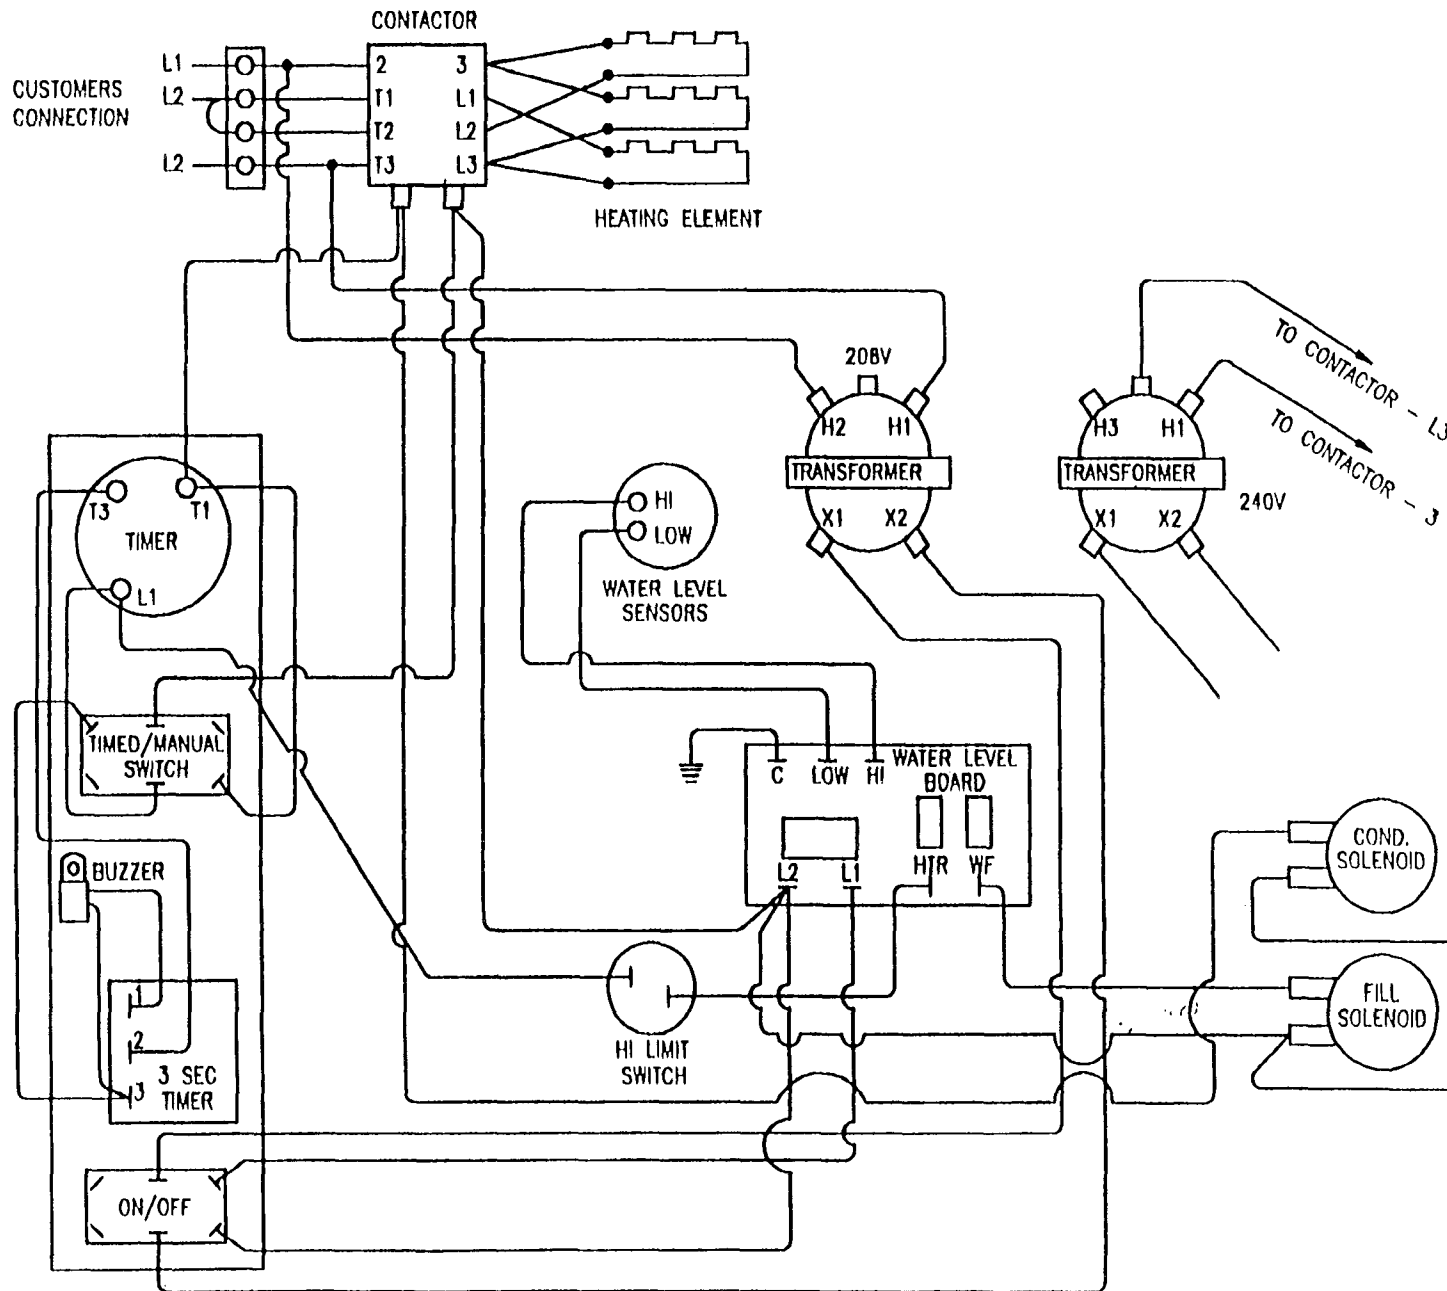 CONTACTOR
CUSTOMERS
CONNECTION
L1
L2
L2
2
T1
T2
T3
3
L1
L2
L3
HEATING ELEMENT
208V
H2 H1
TRANSFORMER
X1 X2
H3 H1
TRANSFORMER
X1 X2
240V
TO CONTACTOR - L3
TO CONTACTOR - 3
T3 T1
TIMER
L1
HI
LOW
WATER LEVEL
SENSORS
TIMED/MANUAL
SWITCH
C LOW HI
WATER LEVEL
BOARD
L2 L1
HTR WF
BUZZER
1
2
3
3 SEC
TIMER
HI LIMIT
SWITCH
COND.
SOLENOID
FILL
SOLENOID
ON/OFF